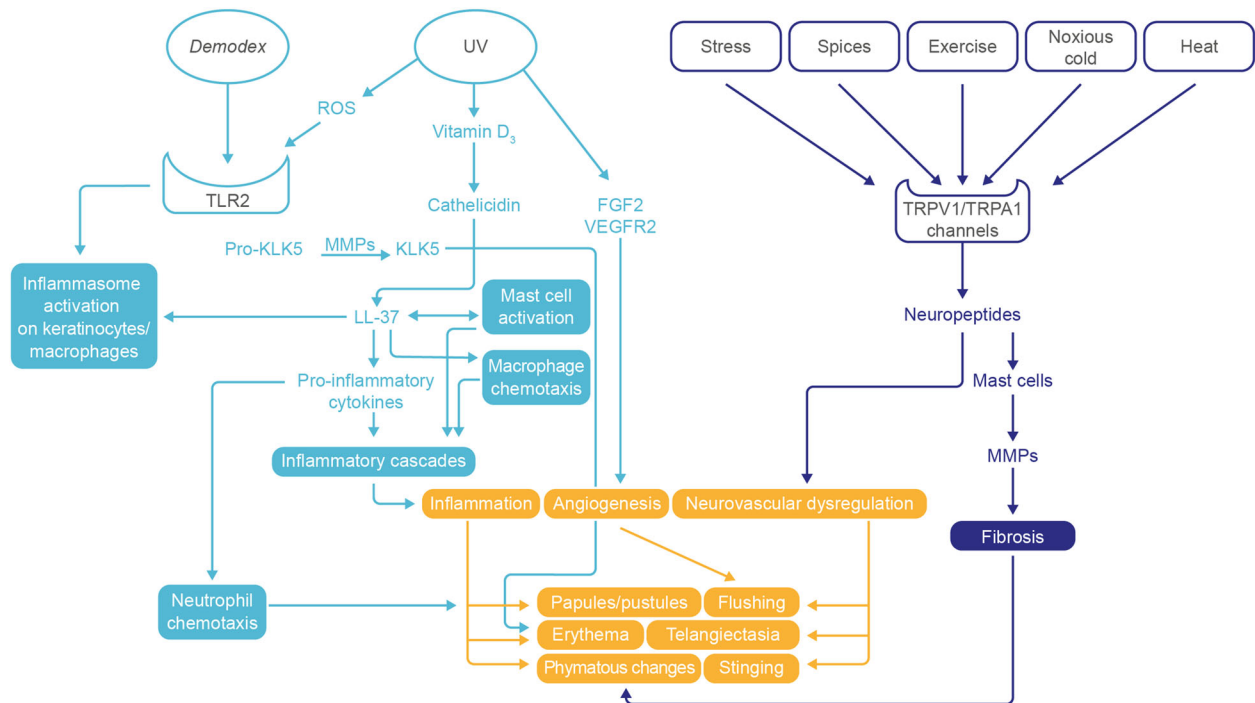 Demodex
UV
Stress
Spices
Exercise
Noxious
cold
Heat
ROS
Vitamin D₃
TLR2
Cathelicidin
FGF2
VEGFR2
TRPV1/TRPA1
channels
Pro-KLK5
MMPs
KLK5
Inflammasome
activation
on keratinocytes/
macrophages
LL-37
Mast cell
activation
Neuropeptides
Macrophage
chemotaxis
Pro-inflammatory
cytokines
Mast cells
Inflammatory cascades
MMPs
Inflammation
Angiogenesis
Neurovascular dysregulation
Fibrosis
Neutrophil
chemotaxis
Papules/pustules
Flushing
Erythema
Telangiectasia
Phymatous changes
Stinging